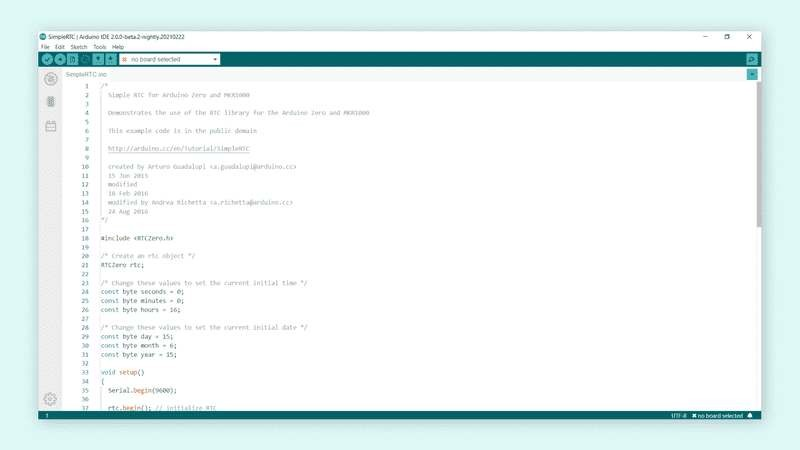 SimpleRTC | Arduino IDE 2.0.0-beta.2-nightly.20210222
File Edit Sketch Tools Help
no board selected
SimpleRTC.ino
1 /*
2 Simple RTC for Arduino Zero and MKR1000
3
4 Demonstrates the use of the RTC library for the Arduino Zero and MKR1000
5
6 This example code is in the public domain
7
8 http://arduino.cc/en/Tutorial/SimpleRTC
9
10 created by Arturo Guadalupi <a.guadalupi@arduino.cc>
11 15 Jun 2015
12 modified
13 18 Feb 2016
14 modified by Andrea Richetta <a.richetta@arduino.cc>
15 24 Aug 2016
16 */
17
18 #include <RTCZero.h>
19
20 /* Create an rtc object */
21 RTCZero rtc;
22
23 /* Change these values to set the current initial time */
24 const byte seconds = 0;
25 const byte minutes = 0;
26 const byte hours = 16;
27
28 /* Change these values to set the current initial date */
29 const byte day = 15;
30 const byte month = 6;
31 const byte year = 15;
32
33 void setup()
34 {
35 Serial.begin(9600);
36
37 rtc.begin(); // initialize RTC
1 UTF-8 no board selected